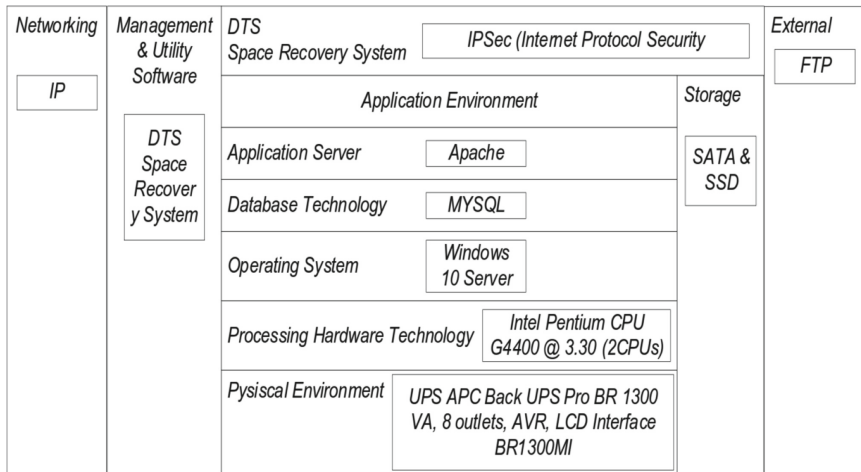 Networking
IP
Management
& Utility
Software
DTS
Space
Recover
y System
DTS
Space Recovery System
IPSec (Internet Protocol Security
Application Environment
Application Server
Apache
Database Technology
MYSQL
Operating System
Windows
10 Server
Processing Hardware Technology
Intel Pentium CPU
G4400 @ 3.30 (2CPUs)
Pysiscal Environment
UPS APC Back UPS Pro BR 1300
VA, 8 outlets, AVR, LCD Interface
BR1300MI
Storage
SATA &
SSD
External
FTP